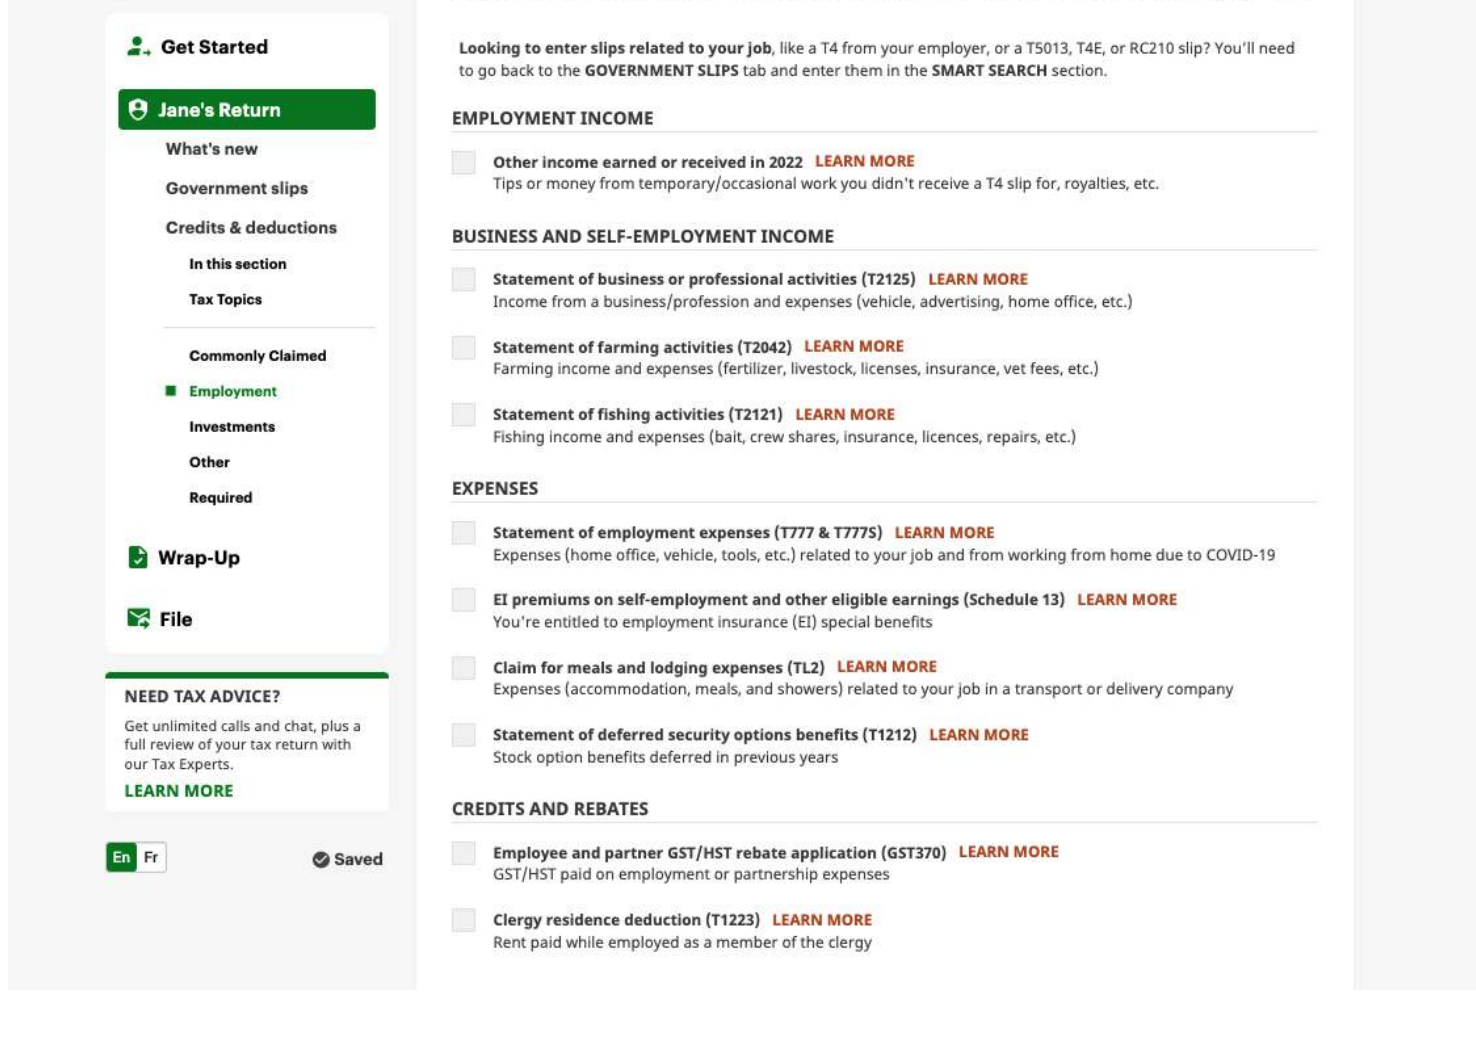 Get Started
Jane's Return
What's new
Government slips
Credits & deductions
In this section
Tax Topics
Commonly Claimed
Employment
Investments
Other
Required
Wrap-Up
File
NEED TAX ADVICE?
Get unlimited calls and chat, plus a
full review of your tax return with
our Tax Experts.
LEARN MORE
En Fr
Saved
Looking to enter slips related to your job, like a T4 from your employer, or a T5013, T4E, or RC210 slip? You'll need
to go back to the GOVERNMENT SLIPS tab and enter them in the SMART SEARCH section.
EMPLOYMENT INCOME
Other income earned or received in 2022 LEARN MORE
Tips or money from temporary/occasional work you didn't receive a T4 slip for, royalties, etc.
BUSINESS AND SELF-EMPLOYMENT INCOME
Statement of business or professional activities (T2125) LEARN MORE
Income from a business/profession and expenses (vehicle, advertising, home office, etc.)
Statement of farming activities (T2042) LEARN MORE
Farming income and expenses (fertilizer, livestock, licenses, insurance, vet fees, etc.)
Statement of fishing activities (T2121) LEARN MORE
Fishing income and expenses (bait, crew shares, insurance, licences, repairs, etc.)
EXPENSES
Statement of employment expenses (T777 & T777S) LEARN MORE
Expenses (home office, vehicle, tools, etc.) related to your job and from working from home due to COVID-19
EI premiums on self-employment and other eligible earnings (Schedule 13) LEARN MORE
You're entitled to employment insurance (EI) special benefits
Claim for meals and lodging expenses (TL2) LEARN MORE
Expenses (accommodation, meals, and showers) related to your job in a transport or delivery company
Statement of deferred security options benefits (T1212) LEARN MORE
Stock option benefits deferred in previous years
CREDITS AND REBATES
Employee and partner GST/HST rebate application (GST370) LEARN MORE
GST/HST paid on employment or partnership expenses
Clergy residence deduction (T1223) LEARN MORE
Rent paid while employed as a member of the clergy